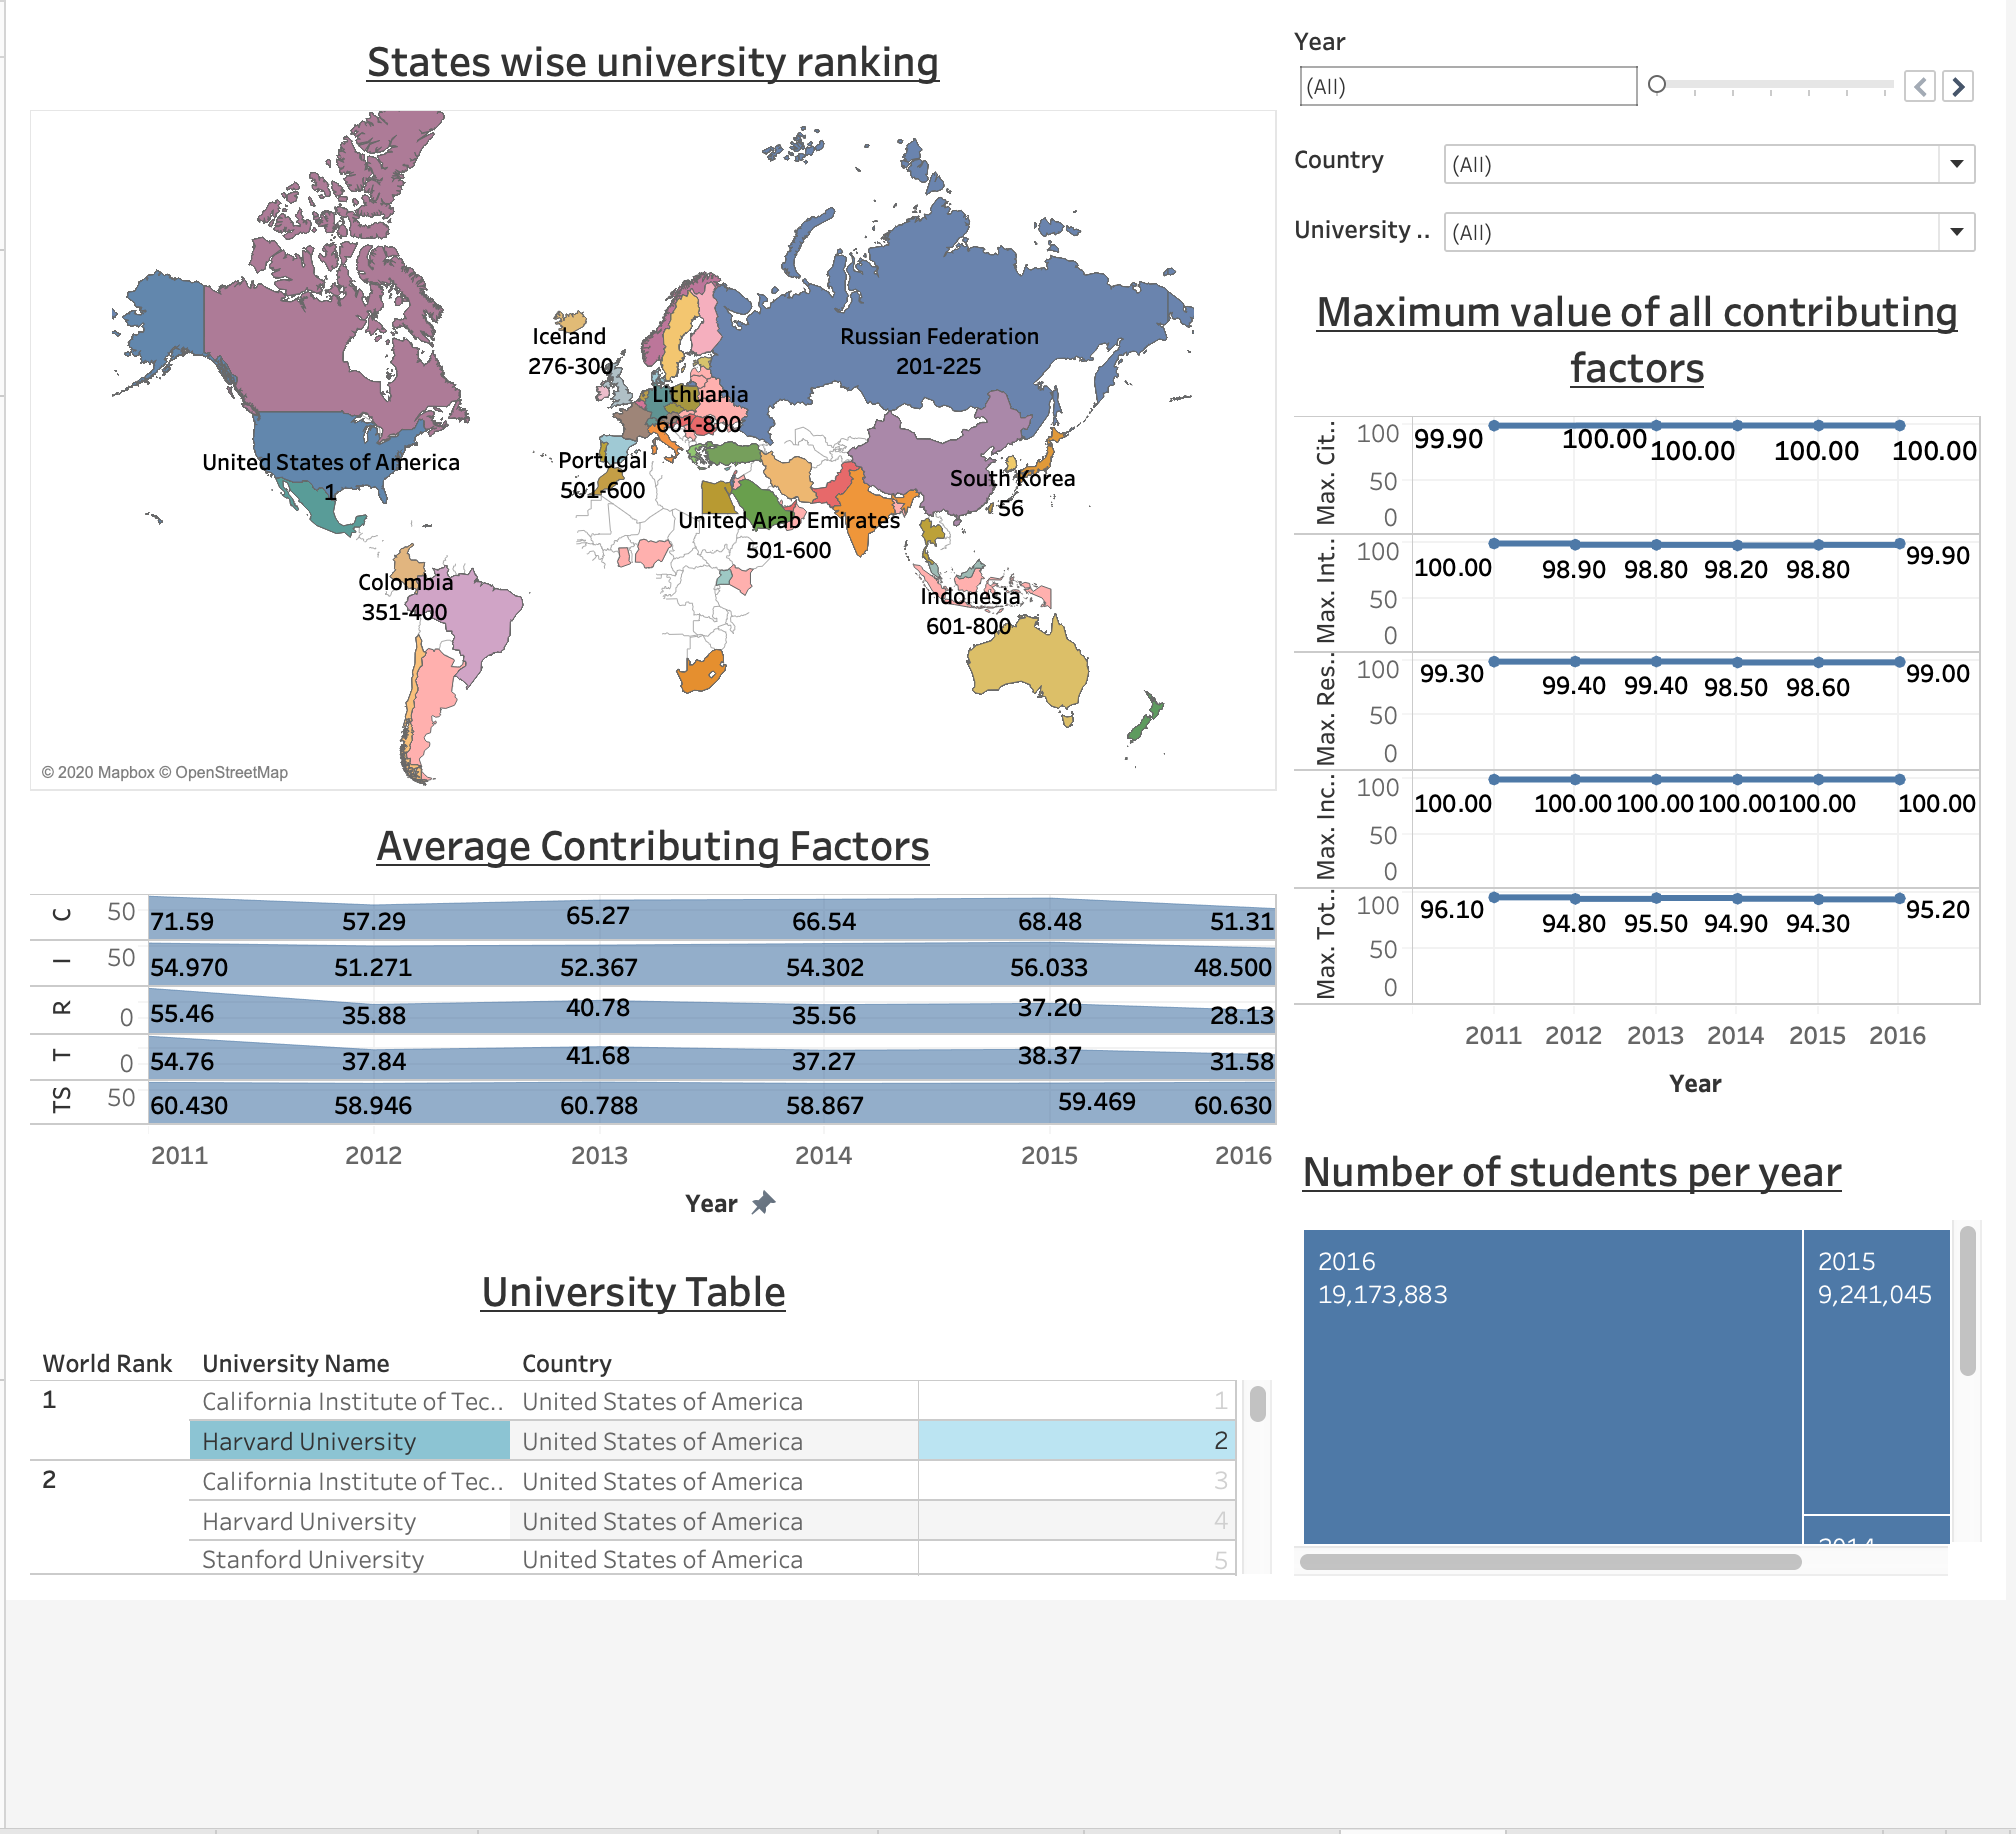 States wise university ranking
Iceland
276-300
Russian Federation
201-225
Lithuania
601-800
United States of America
1
Portugal
501-600
South Korea
56
United Arab Emirates
501-600
Colombia
351-400
Indonesia
601-800
© 2020 Mapbox © OpenStreetMap
Year
(All)
Country
(All)
University ..
(All)
Maximum value of all contributing
factors
Max. Cit..
100
50
0
99.90
100.00
100.00
100.00
100.00
Max. Int..
100
50
0
100.00
98.90
98.80
98.20
98.80
99.90
Max. Res..
100
50
0
99.30
99.40
99.40
98.50
98.60
99.00
Max. Inc..
100
50
0
100.00
100.00
100.00
100.00
100.00
100.00
Max. Tot..
100
50
0
96.10
94.80
95.50
94.90
94.30
95.20
2011 2012 2013 2014 2015 2016
Year
Average Contributing Factors
C 50 71.59 57.29 65.27 66.54 68.48 51.31
I 50 54.970 51.271 52.367 54.302 56.033 48.500
R 0 55.46 35.88 40.78 35.56 37.20 28.13
T 0 54.76 37.84 41.68 37.27 38.37 31.58
TS 50 60.430 58.946 60.788 58.867 59.469 60.630
2011 2012 2013 2014 2015 2016
Year
Number of students per year
2016
19,173,883
2015
9,241,045
2014
University Table
World Rank University Name Country
1 California Institute of Tec.. United States of America 1
Harvard University United States of America 2
2 California Institute of Tec.. United States of America 3
Harvard University United States of America 4
Stanford University United States of America 5